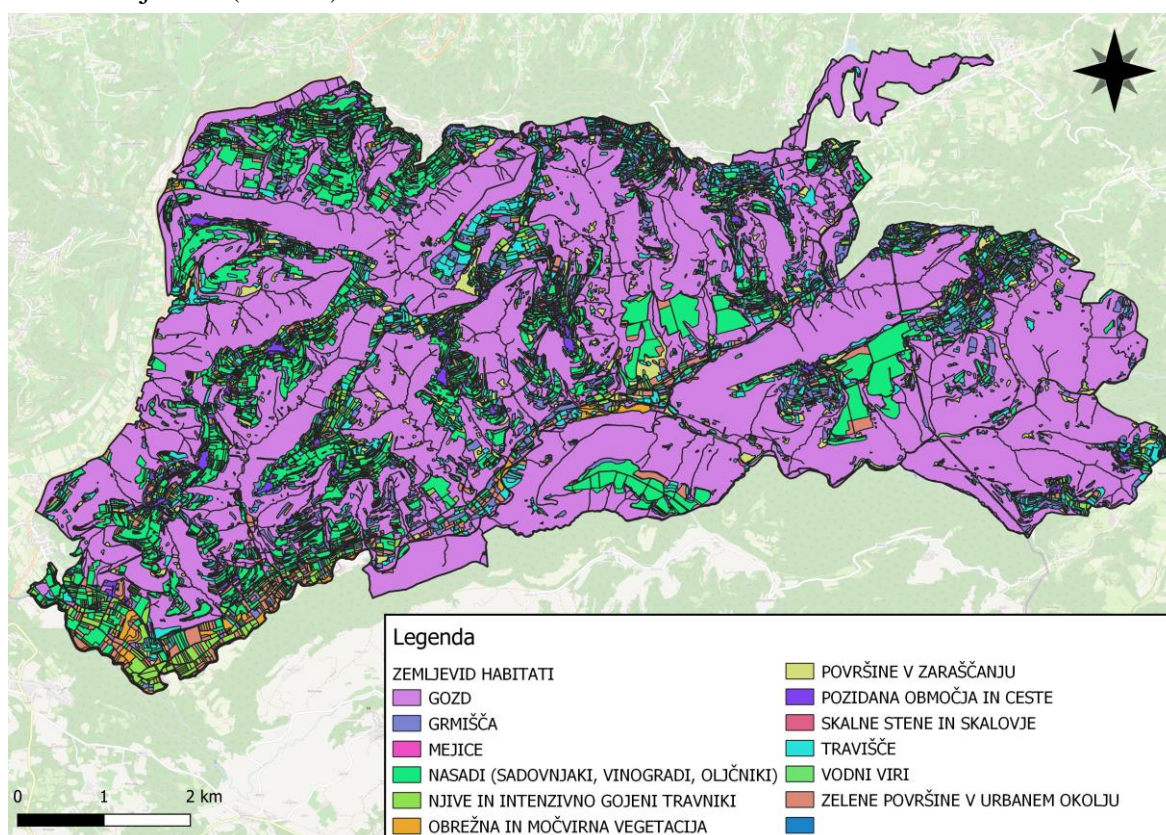 Legenda
ZEMLJEVID HABITATI
GOZD
GRMIŠČA
MEJICE
NASADI (SADOVNJAKI, VINOGRADI, OLJČNIKI)
NJIVE IN INTENZIVNO GOJENI TRAVNIKI
OBREŽNA IN MOČVIRNA VEGETACIJA
POVRŠINE V ZARAŠČANJU
POZIDANA OBMOČJA IN CESTE
SKALNE STENE IN SKALOVJE
TRAVIŠČE
VODNI VIRI
ZELENE POVRŠINE V URBANEM OKOLJU
0 1 2 km